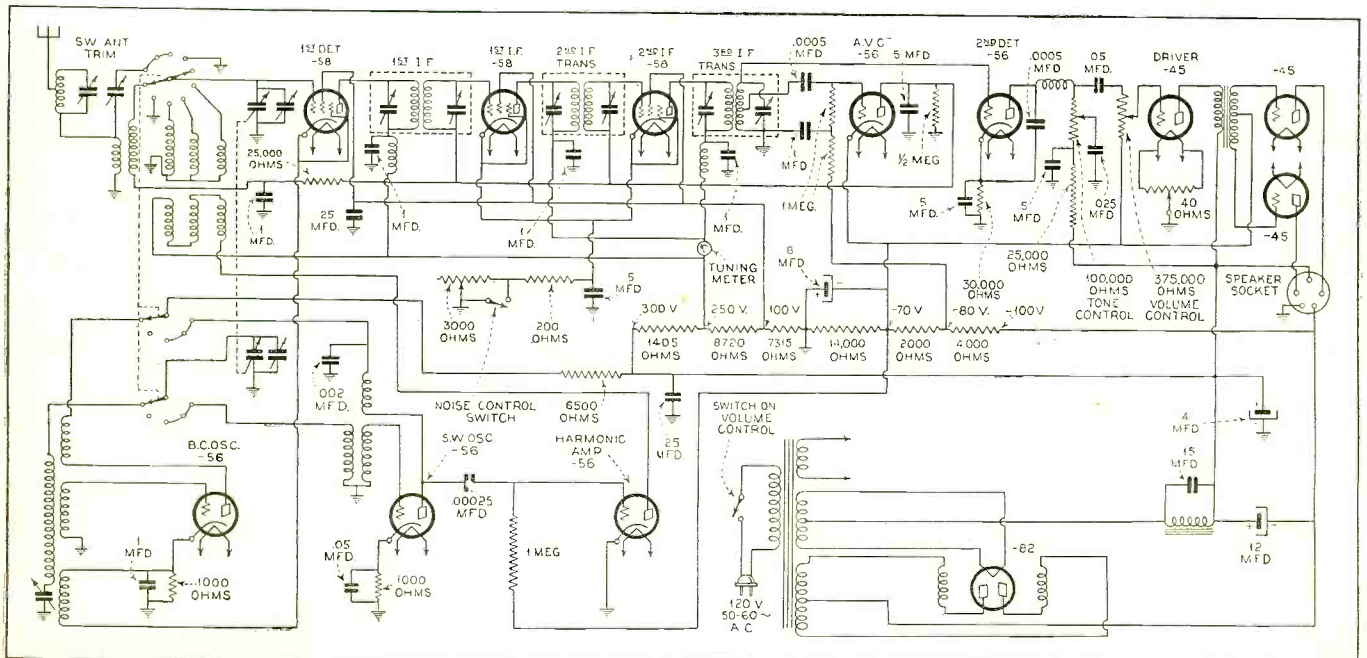 SW ANT
TRIM
1ST DET
-58
1ST I F
1ST I.F.
-58
2ND I F
TRANS
2ND I F
-58
3RD I F
TRANS
.0005
MFD
A.V.C
-56
5 MFD
2ND DET
-56
.0005
MFD
05
MFD.
DRIVER
-45
-45
25,000
OHMS
1
MFD.
25
MFD.
1
MFD.
1
MFD.
1
MFD
1
MFD.
1 MEG.
1/2 MEG
5
MFD.
5
MFD
.025
MFD
40
OHMS
-45
TUNING
METER
8
MFD
25,000
OHMS
30,000
OHMS
100,000
OHMS
TONE
CONTROL
375,000
OHMS
VOLUME
CONTROL
SPEAKER
SOCKET
3000
OHMS
200
OHMS
5
MFD
300 V
250 V.
100 V
-70 V
-80 V.
-100V
1405
OHMS
8720
OHMS
7315
OHMS
14,000
OHMS
2000
OHMS
4000
OHMS
.002
MFD.
NOISE CONTROL
SWITCH
6500
OHMS
25
MFD.
SWITCH ON
VOLUME
CONTROL
4
MFD
B.C.OSC.
-56
S.W OSC
-56
HARMONIC
AMP
-56
.00025
MFD
15
MFD
1
MFD
1000
OHMS
.05
MFD.
1000
OHMS
1 MEG
120 V
50-60~
A C
-82
12
MFD